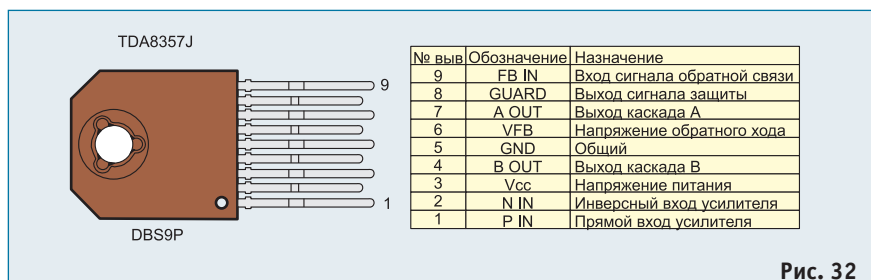 TDA8357J
9
1
DBS9P
№ выв Обозначение Назначение
9 FB IN Вход сигнала обратной связи
8 GUARD Выход сигнала защиты
7 A OUT Выход каскада А
6 VFB Напряжение обратного хода
5 GND Общий
4 B OUT Выход каскада В
3 Vcc Напряжение питания
2 N IN Инверсный вход усилителя
1 P IN Прямой вход усилителя
Рис. 32